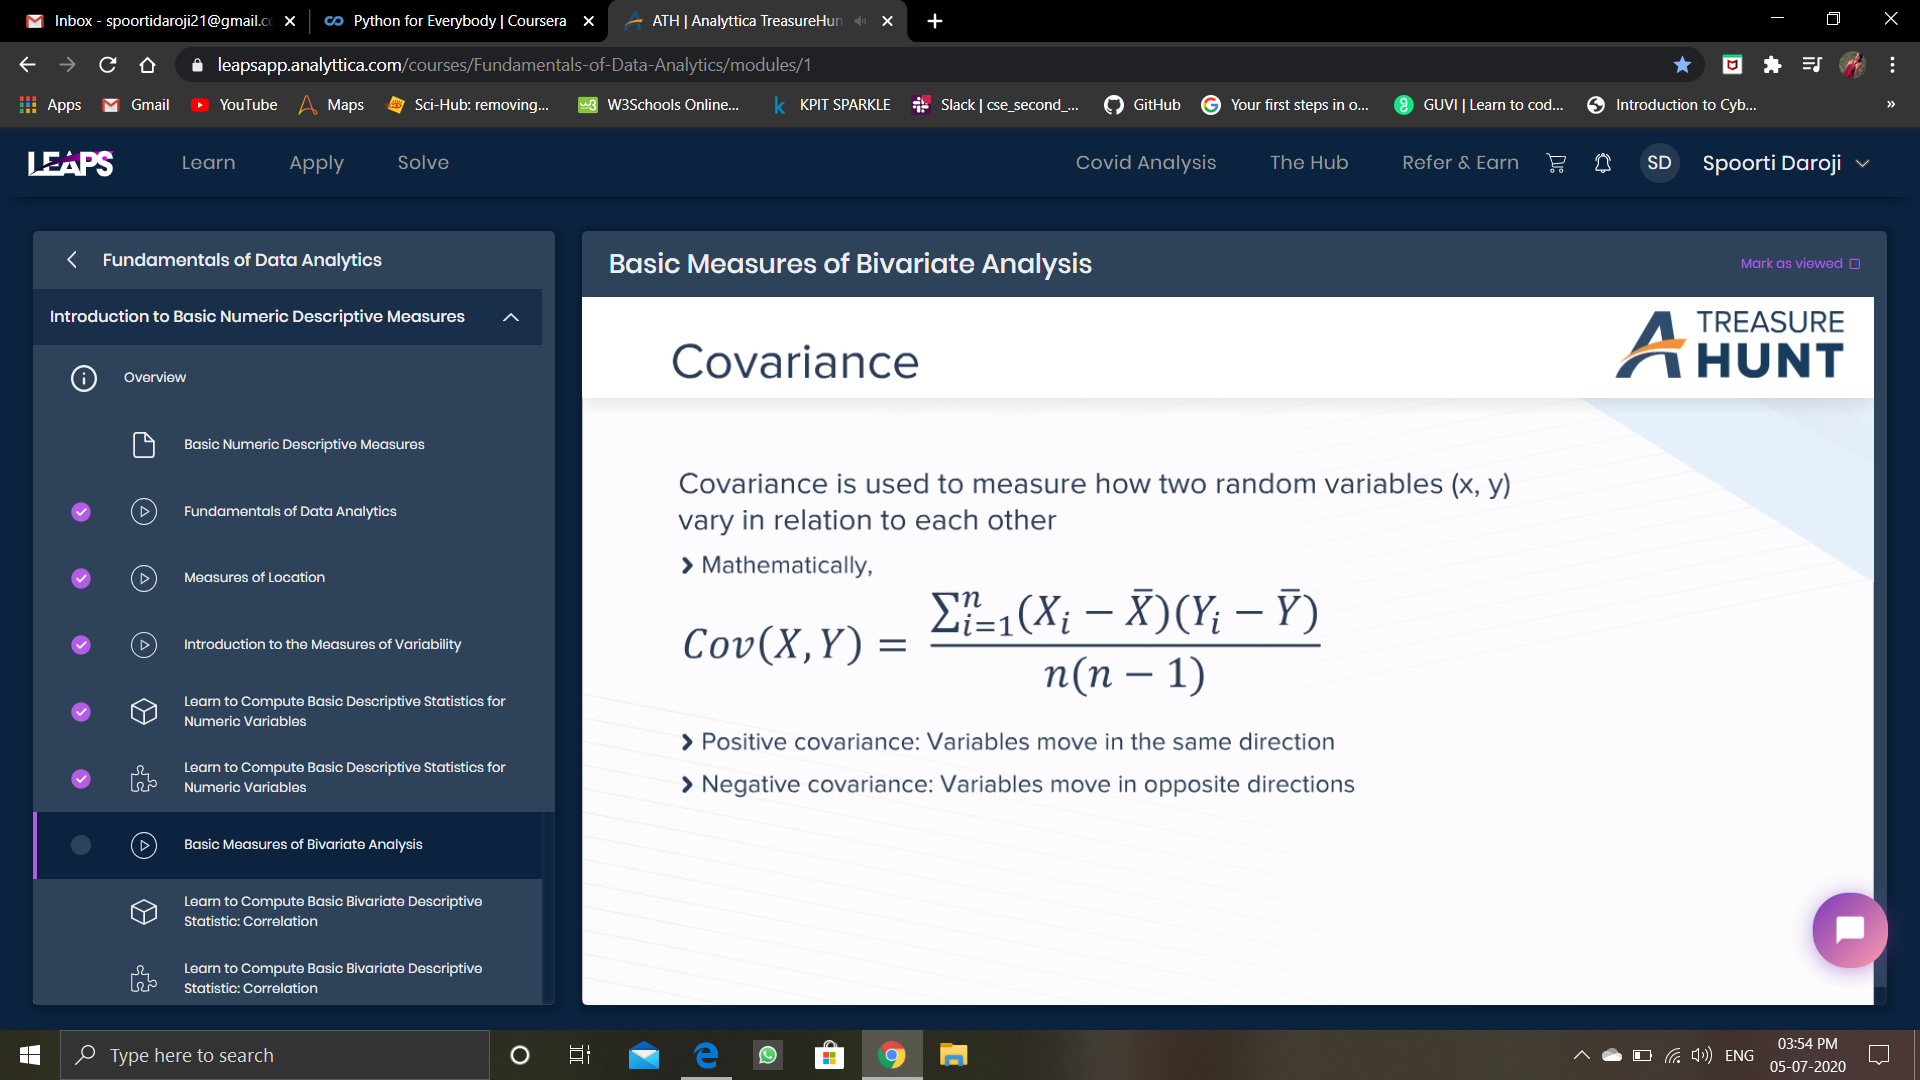 Inbox - spoortidaroji21@gmail.c
Python for Everybody | Coursera
ATH | Analyttica TreasureHun
leapsapp.analyttica.com/courses/Fundamentals-of-Data-Analytics/modules/1
Apps
Gmail
YouTube
Maps
Sci-Hub: removing...
W3Schools Online...
KPIT SPARKLE
Slack | cse_second_...
GitHub
Your first steps in o...
GUVI | Learn to cod...
Introduction to Cyb...
»
LEAPS
Learn
Apply
Solve
Covid Analysis
The Hub
Refer & Earn
SD
Spoorti Daroji
Fundamentals of Data Analytics
Introduction to Basic Numeric Descriptive Measures
Overview
Basic Numeric Descriptive Measures
Fundamentals of Data Analytics
Measures of Location
Introduction to the Measures of Variability
Learn to Compute Basic Descriptive Statistics for
Numeric Variables
Learn to Compute Basic Descriptive Statistics for
Numeric Variables
Basic Measures of Bivariate Analysis
Learn to Compute Basic Bivariate Descriptive
Statistic: Correlation
Learn to Compute Basic Bivariate Descriptive
Statistic: Correlation
Basic Measures of Bivariate Analysis
Mark as viewed
Covariance
A TREASURE
HUNT
Covariance is used to measure how two random variables (x, y)
vary in relation to each other
› Mathematically,
Cov(X, Y) = ∑ⁿᵢ₌₁(Xᵢ − X̄)(Yᵢ − Ȳ)
n(n − 1)
› Positive covariance: Variables move in the same direction
› Negative covariance: Variables move in opposite directions
Type here to search
ENG
03:54 PM
05-07-2020